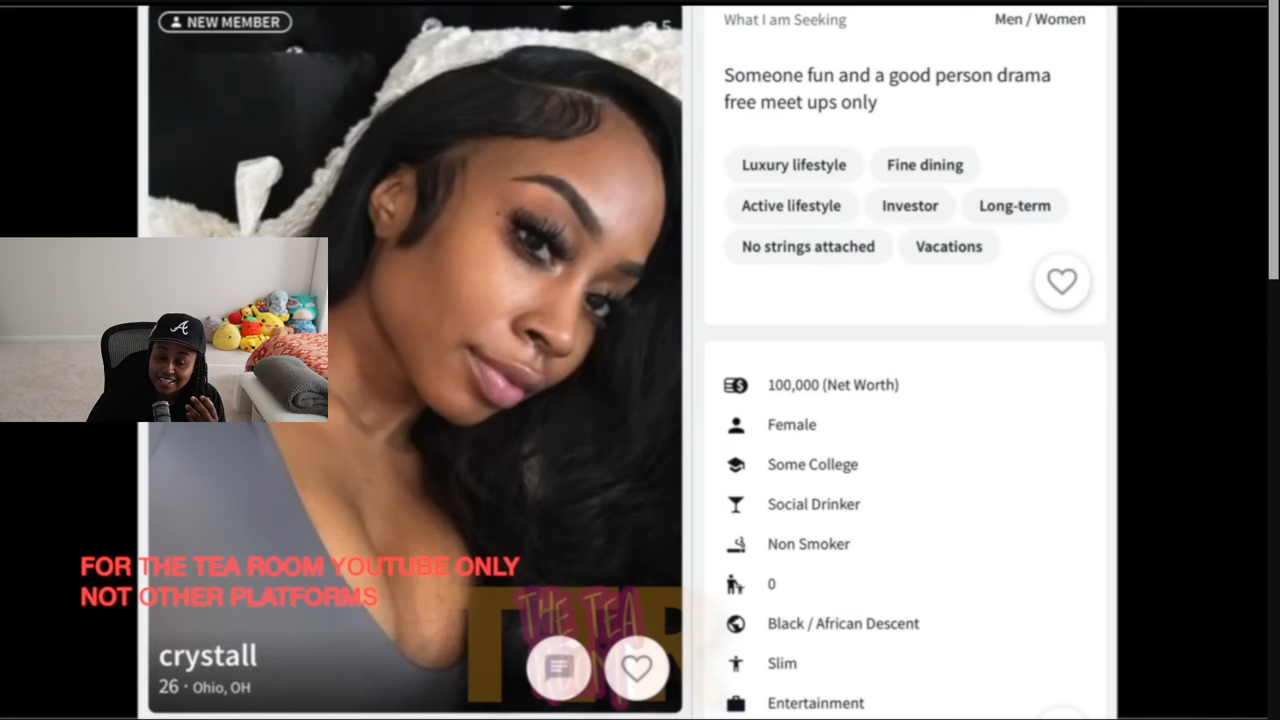 NEW MEMBER
5
What I am Seeking
Men / Women
Someone fun and a good person drama
free meet ups only
Luxury lifestyle
Fine dining
Active lifestyle
Investor
Long-term
No strings attached
Vacations
100,000 (Net Worth)
Female
Some College
Social Drinker
Non Smoker
0
Black / African Descent
Slim
Entertainment
A
FOR THE TEA ROOM YOUTUBE ONLY
NOT OTHER PLATFORMS
THE TEA
crystall
26 · Ohio, OH